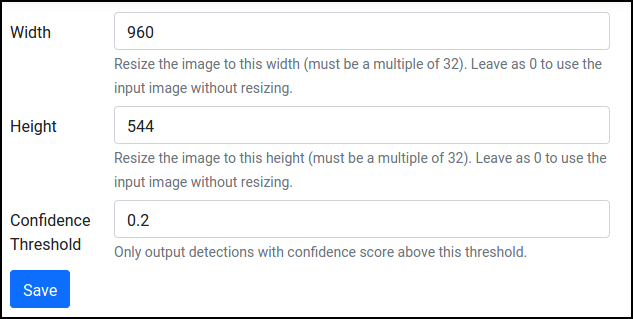 Width
960
Resize the image to this width (must be a multiple of 32). Leave as 0 to use the
input image without resizing.
Height
544
Resize the image to this height (must be a multiple of 32). Leave as 0 to use the
input image without resizing.
Confidence
Threshold
0.2
Only output detections with confidence score above this threshold.
Save